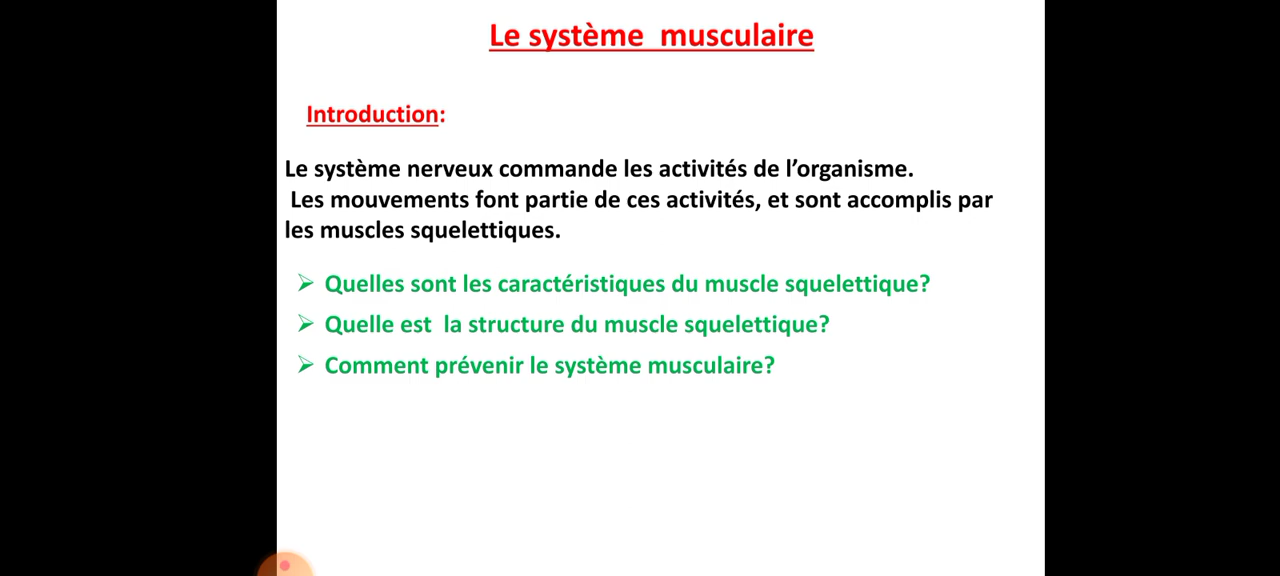 Le système  musculaire
Introduction:
Le système nerveux commande les activités de l’organisme.
Les mouvements font partie de ces activités, et sont accomplis par
les muscles squelettiques.
➢ Quelles sont les caractéristiques du muscle squelettique?
➢ Quelle est  la structure du muscle squelettique?
➢ Comment prévenir le système musculaire?